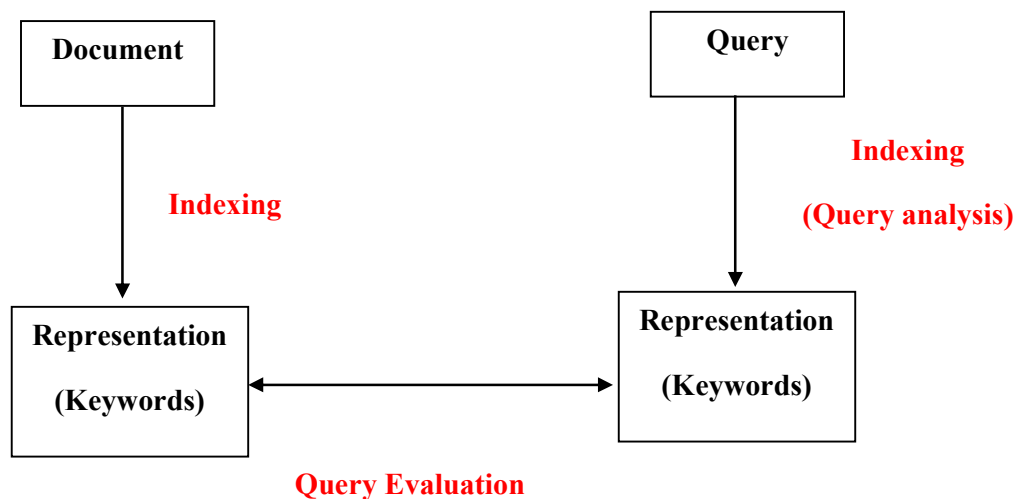 Document
Query
Indexing
Indexing
(Query analysis)
Representation
(Keywords)
Representation
(Keywords)
Query Evaluation